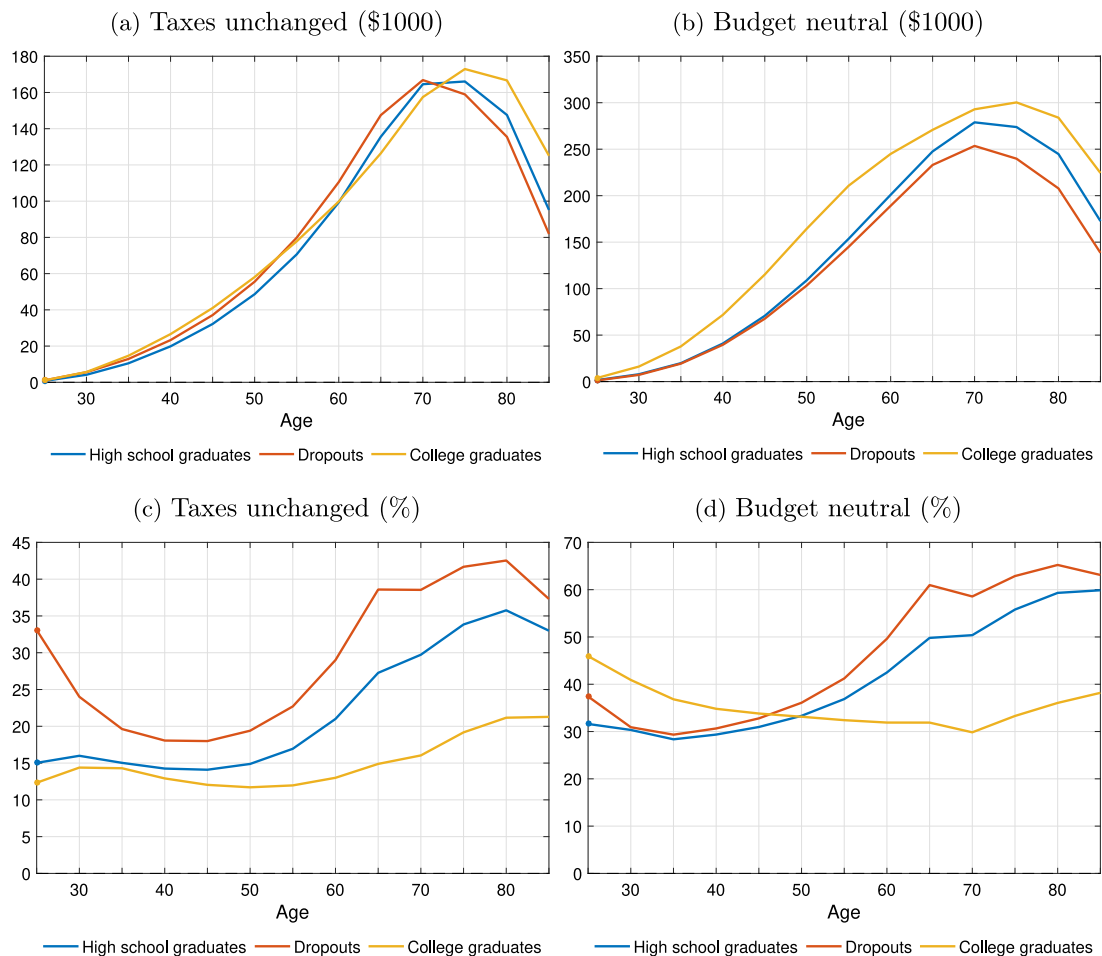 (a) Taxes unchanged ($1000)
180
160
140
120
100
80
60
40
20
0
30 40 50 60 70 80
Age
High school graduates Dropouts College graduates
(b) Budget neutral ($1000)
350
300
250
200
150
100
50
0
30 40 50 60 70 80
Age
High school graduates Dropouts College graduates
(c) Taxes unchanged (%)
45
40
35
30
25
20
15
10
5
0
30 40 50 60 70 80
Age
High school graduates Dropouts College graduates
(d) Budget neutral (%)
70
60
50
40
30
20
10
0
30 40 50 60 70 80
Age
High school graduates Dropouts College graduates